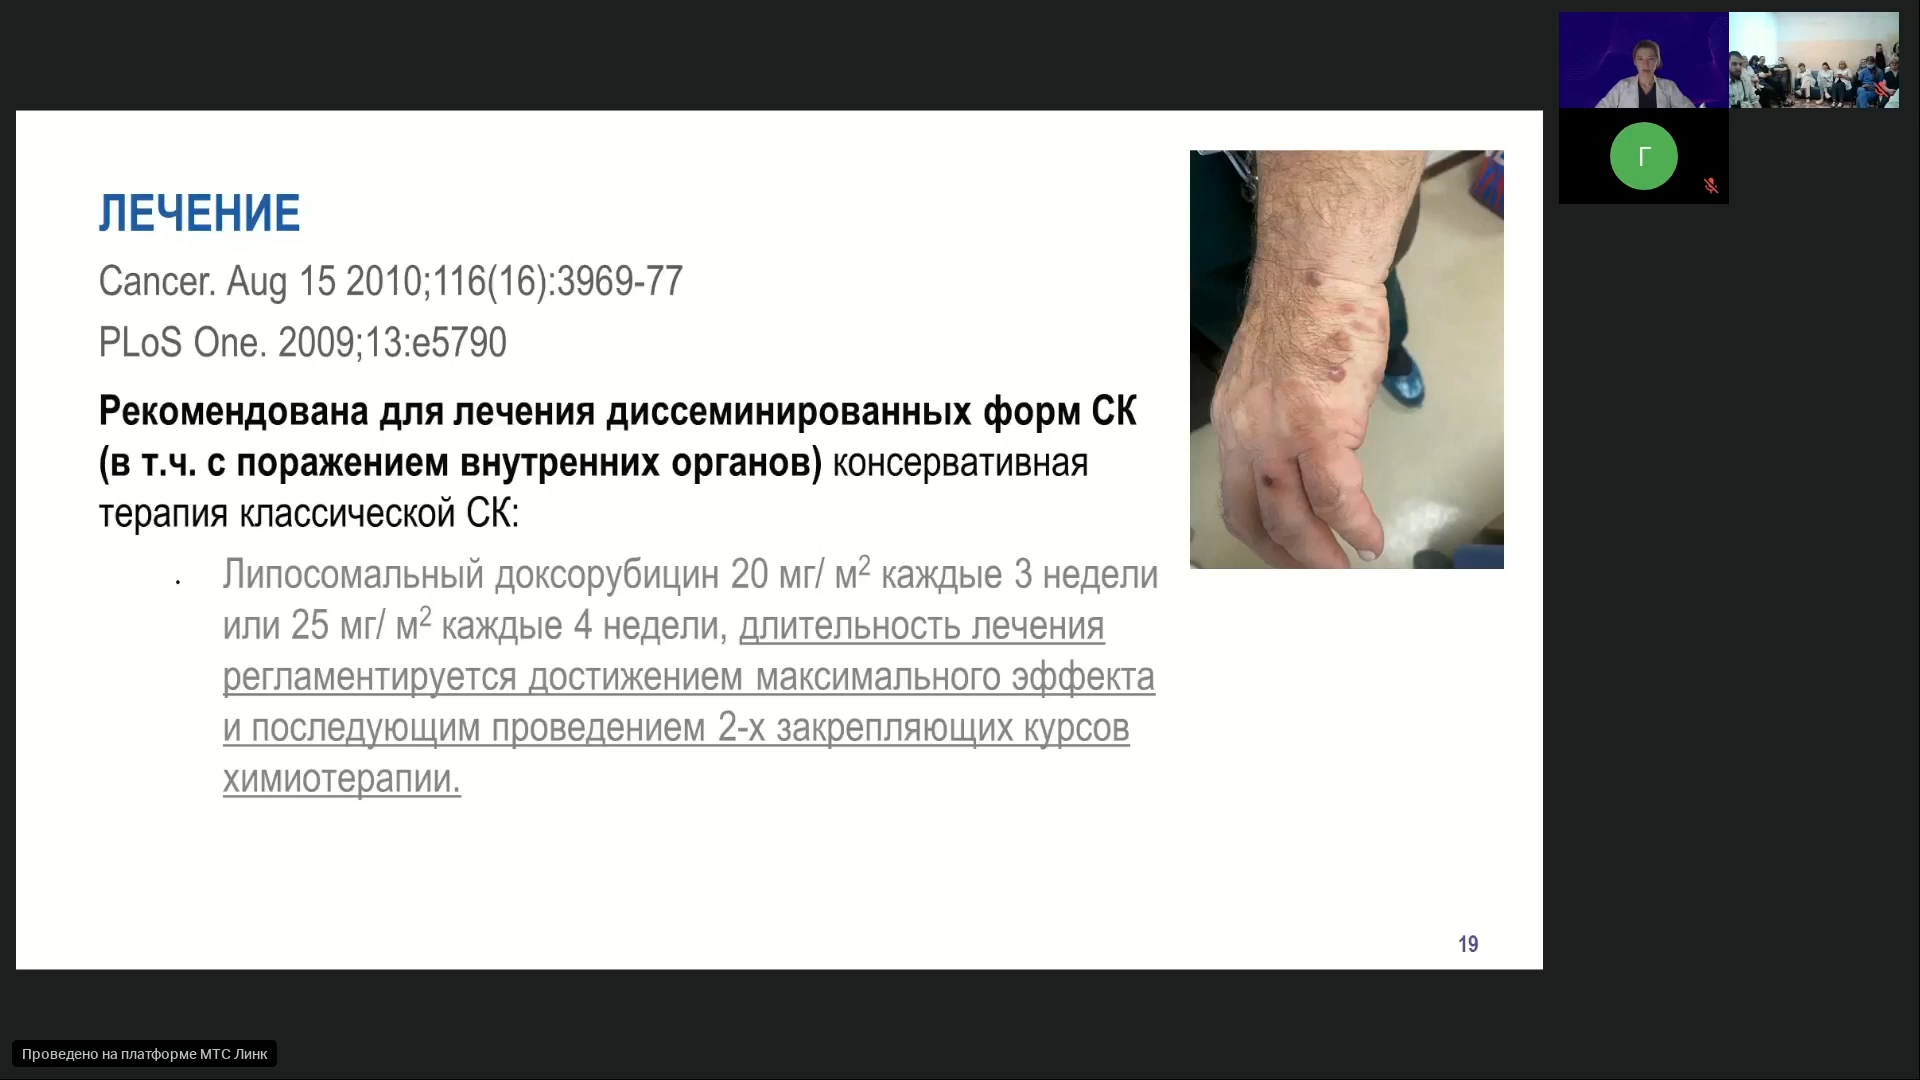 ЛЕЧЕНИЕ
Cancer. Aug 15 2010;116(16):3969-77
PLoS One. 2009;13:e5790
Рекомендована для лечения диссеминированных форм СК
(в т.ч. с поражением внутренних органов) консервативная
терапия классической СК:
. Липосомальный доксорубицин 20 мг/ м² каждые 3 недели
или 25 мг/ м² каждые 4 недели, длительность лечения
регламентируется достижением максимального эффекта
и последующим проведением 2-х закрепляющих курсов
химиотерапии.
19
Г
Проведено на платформе МТС Линк